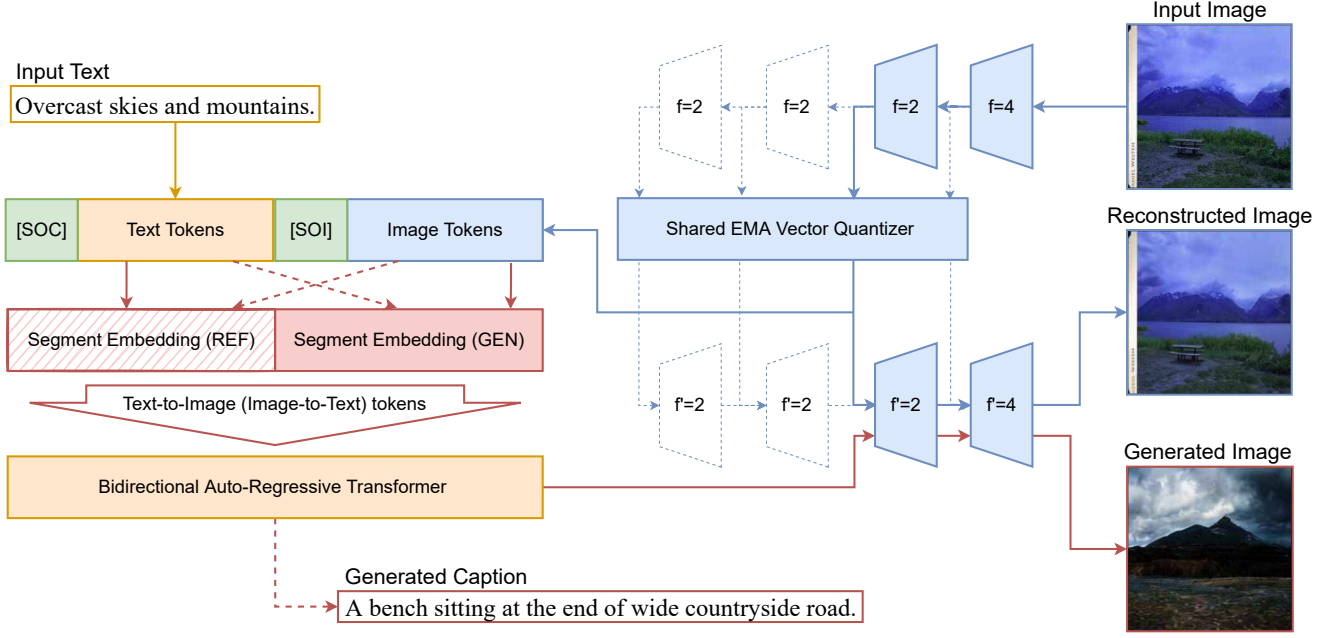 Input Image
Input Text
Overcast skies and mountains.
f=2
f=2
f=2
f=4
[SOC]
Text Tokens
[SOI]
Image Tokens
Shared EMA Vector Quantizer
Reconstructed Image
Segment Embedding (REF)
Segment Embedding (GEN)
Text-to-Image (Image-to-Text) tokens
f'=2
f'=2
f'=2
f'=4
Bidirectional Auto-Regressive Transformer
Generated Image
Generated Caption
A bench sitting at the end of wide countryside road.